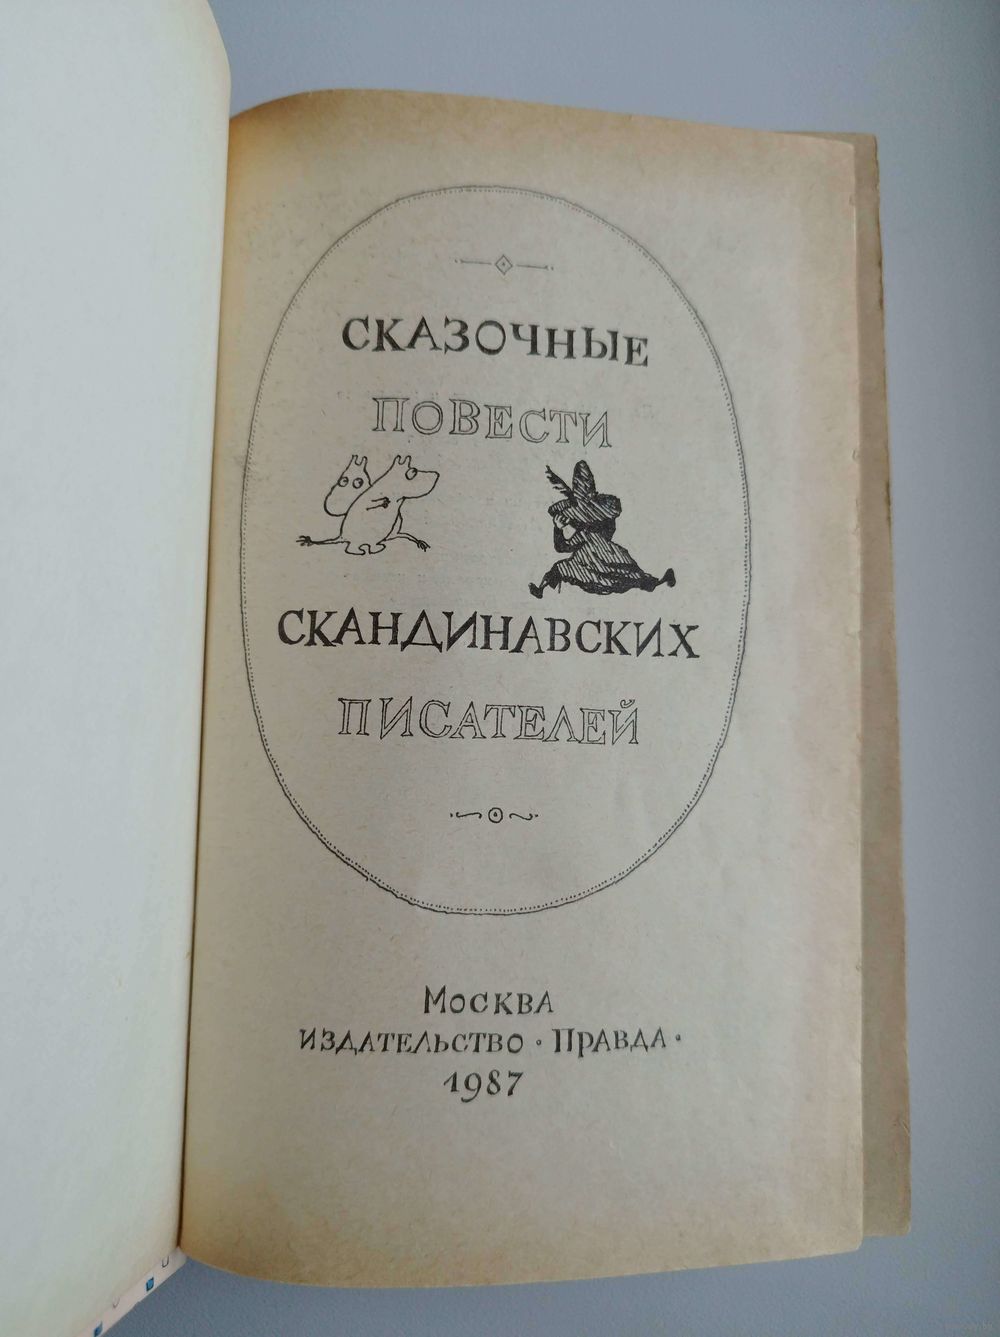 СКАЗОЧНЫЕ
ПОВЕСТИ
СКАНДИНАВСКИХ
ПИСАТЕЛЕЙ
МОСКВА
ИЗДАТЕЛЬСТВО • ПРАВДА •
1987